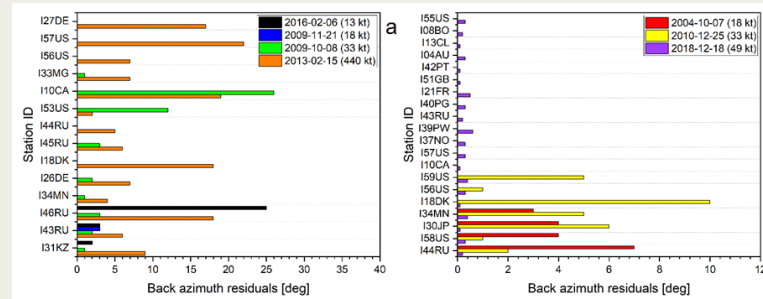 I27DE
I57US
I56US
I33MG
I10CA
I53US
I44RU
I45RU
I18DK
I26DE
I34MN
I46RU
I43RU
I31KZ
Station ID
2016-02-06 (13 kt)
2009-11-21 (18 kt)
2009-10-08 (33 kt)
2013-02-15 (440 kt)
0 5 10 15 20 25 30 35 40
Back azimuth residuals [deg]
a
I55US
I08BO
I13CL
I04AU
I42PT
I51GB
I21FR
I40PG
I43RU
I39PW
I37NO
I57US
I10CA
I59US
I56US
I18DK
I34MN
I30JP
I58US
I44RU
Station ID
2004-10-07 (18 kt)
2010-12-25 (33 kt)
2018-12-18 (49 kt)
0 2 4 6 8 10 12
Back azimuth residuals [deg]